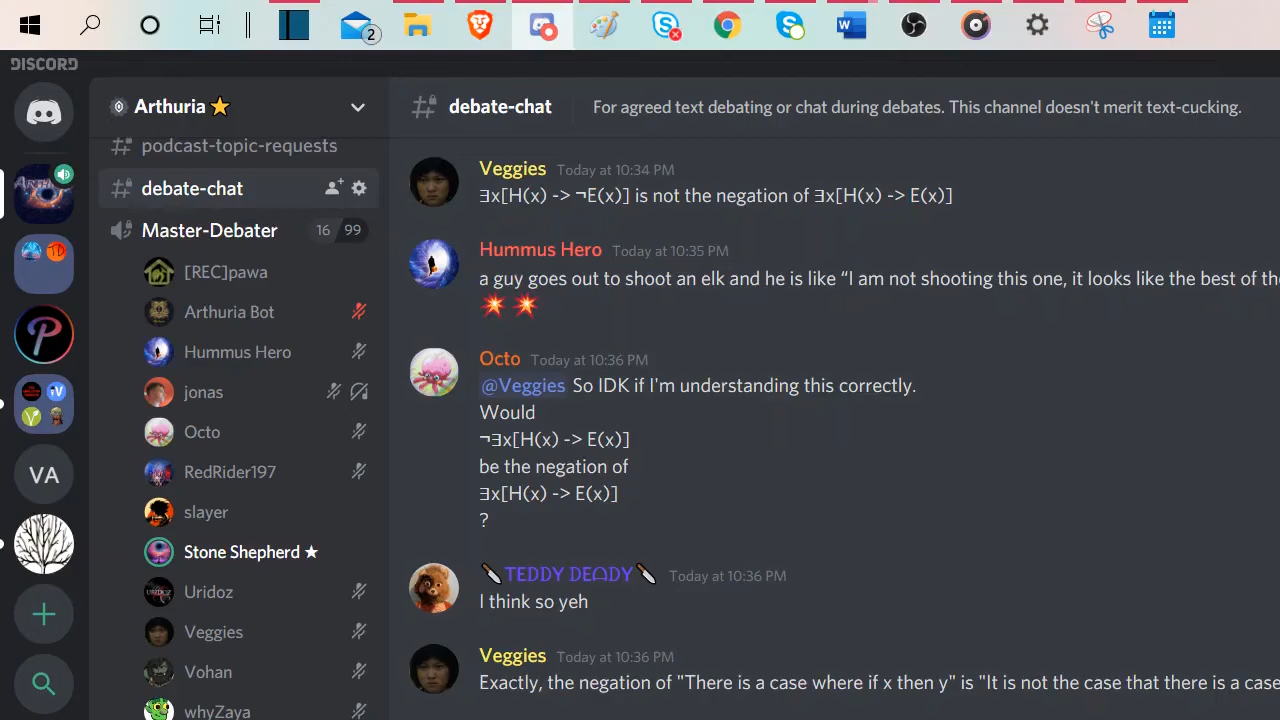 2
DISCORD
Arthuria
debate-chat
For agreed text debating or chat during debates. This channel doesn't merit text-cucking.
podcast-topic-requests
debate-chat
Master-Debater 16 / 99
[REC]pawa
Arthuria Bot
Hummus Hero
jonas
Octo
RedRider197
slayer
Stone Shepherd ★
Uridoz
Veggies
Vohan
whyZaya
VA
Veggies Today at 10:34 PM
∃x[H(x) -> ¬E(x)] is not the negation of ∃x[H(x) -> E(x)]
Hummus Hero Today at 10:35 PM
a guy goes out to shoot an elk and he is like “I am not shooting this one, it looks like the best of th
Octo Today at 10:36 PM
@Veggies So IDK if I'm understanding this correctly.
Would
¬∃x[H(x) -> E(x)]
be the negation of
∃x[H(x) -> E(x)]
?
TEDDY DEᗩDY Today at 10:36 PM
I think so yeh
Veggies Today at 10:36 PM
Exactly, the negation of "There is a case where if x then y" is "It is not the case that there is a case